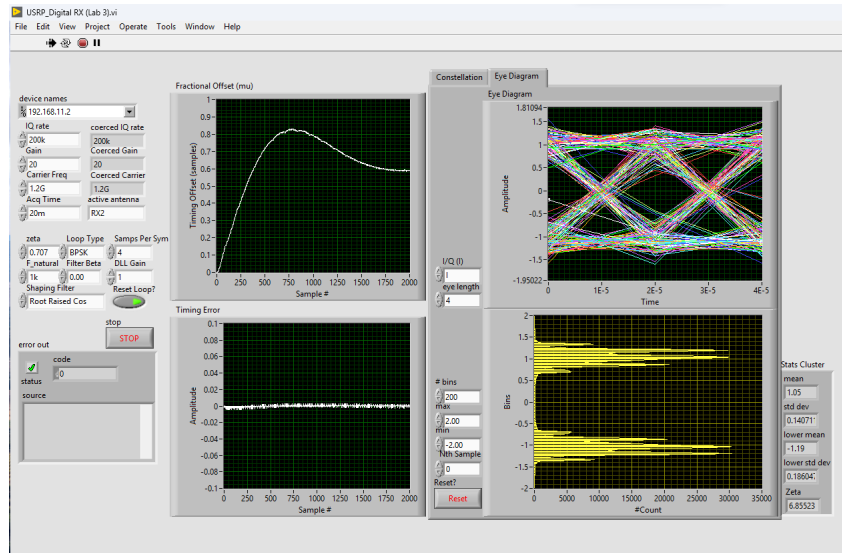 USRP_Digital RX (Lab 3).vi
File Edit View Project Operate Tools Window Help
device names
192.168.11.2
IQ rate coerced IQ rate
200k 200k
Gain Coerced Gain
20 20
Carrier Freq Coerced Carrier
1.2G 1.2G
Acq Time active antenna
20m RX2
zeta Loop Type Samps Per Sym
0.707 BPSK 4
F_natural Filter Beta DLL Gain
1k 0.00 1
Shaping Filter Reset Loop?
Root Raised Cos
stop
STOP
error out
status code
0
source
Fractional Offset (mu)
Timing Offset (samples)
1
0.9
0.8
0.7
0.6
0.5
0.4
0.3
0.2
0.1
0
0 250 500 750 1000 1250 1500 1750 2000
Sample #
Timing Error
Amplitude
0.1
0.08
0.06
0.04
0.02
0
-0.02
-0.04
-0.06
-0.08
-0.1
0 250 500 750 1000 1250 1500 1750 2000
Sample #
Constellation Eye Diagram
Eye Diagram
I/Q (I)
I
eye length
4
Amplitude
1.81094
1.5
1
0.5
0
-0.5
-1
-1.5
-1.95022
0 1E-5 2E-5 3E-5 4E-5
Time
# bins
200
max
2.00
min
-2.00
Nth Sample
0
Reset?
Reset
Bins
2
1.5
1
0.5
0
-0.5
-1
-1.5
-2
0 5000 10000 15000 20000 25000 30000 35000
#Count
Stats Cluster
mean
1.05
std dev
0.14071
lower mean
-1.19
lower std dev
0.18604
Zeta
6.85523